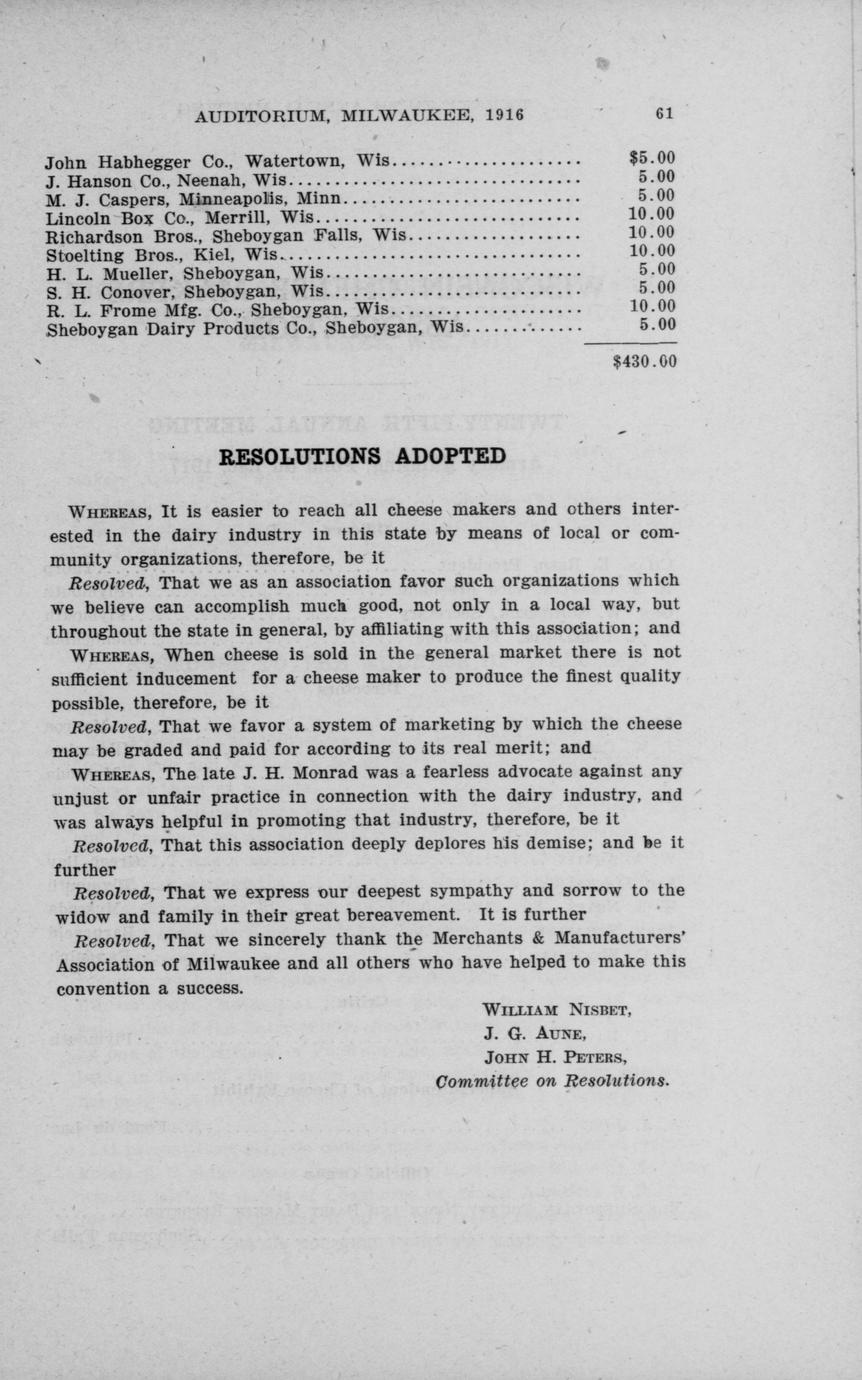 AUDITORIUM, MILWAUKEE, 1916 61
John Habhegger Co., Watertown, Wis..................... $5.00
J. Hanson Co., Neenah, Wis............................... 5.00
M. J. Caspers, Minneapolis, Minn.......................... 5.00
Lincoln Box Co., Merrill, Wis............................. 10.00
Richardson Bros., Sheboygan Falls, Wis................... 10.00
Stoelting Bros., Kiel, Wis................................. 10.00
H. L. Mueller, Sheboygan, Wis............................ 5.00
S. H. Conover, Sheboygan, Wis............................ 5.00
R. L. Frome Mfg. Co., Sheboygan, Wis..................... 10.00
Sheboygan Dairy Products Co., Sheboygan, Wis............. 5.00
$430.00
RESOLUTIONS ADOPTED
WHEREAS, It is easier to reach all cheese makers and others inter-
ested in the dairy industry in this state by means of local or com-
munity organizations, therefore, be it
Resolved, That we as an association favor such organizations which
we believe can accomplish much good, not only in a local way, but
throughout the state in general, by affiliating with this association; and
WHEREAS, When cheese is sold in the general market there is not
sufficient inducement for a cheese maker to produce the finest quality
possible, therefore, be it
Resolved, That we favor a system of marketing by which the cheese
may be graded and paid for according to its real merit; and
WHEREAS, The late J. H. Monrad was a fearless advocate against any
unjust or unfair practice in connection with the dairy industry, and
was always helpful in promoting that industry, therefore, be it
Resolved, That this association deeply deplores his demise; and be it
further
Resolved, That we express our deepest sympathy and sorrow to the
widow and family in their great bereavement. It is further
Resolved, That we sincerely thank the Merchants & Manufacturers'
Association of Milwaukee and all others who have helped to make this
convention a success.
WILLIAM NISBET,
J. G. AUNE,
JOHN H. PETERS,
Committee on Resolutions.